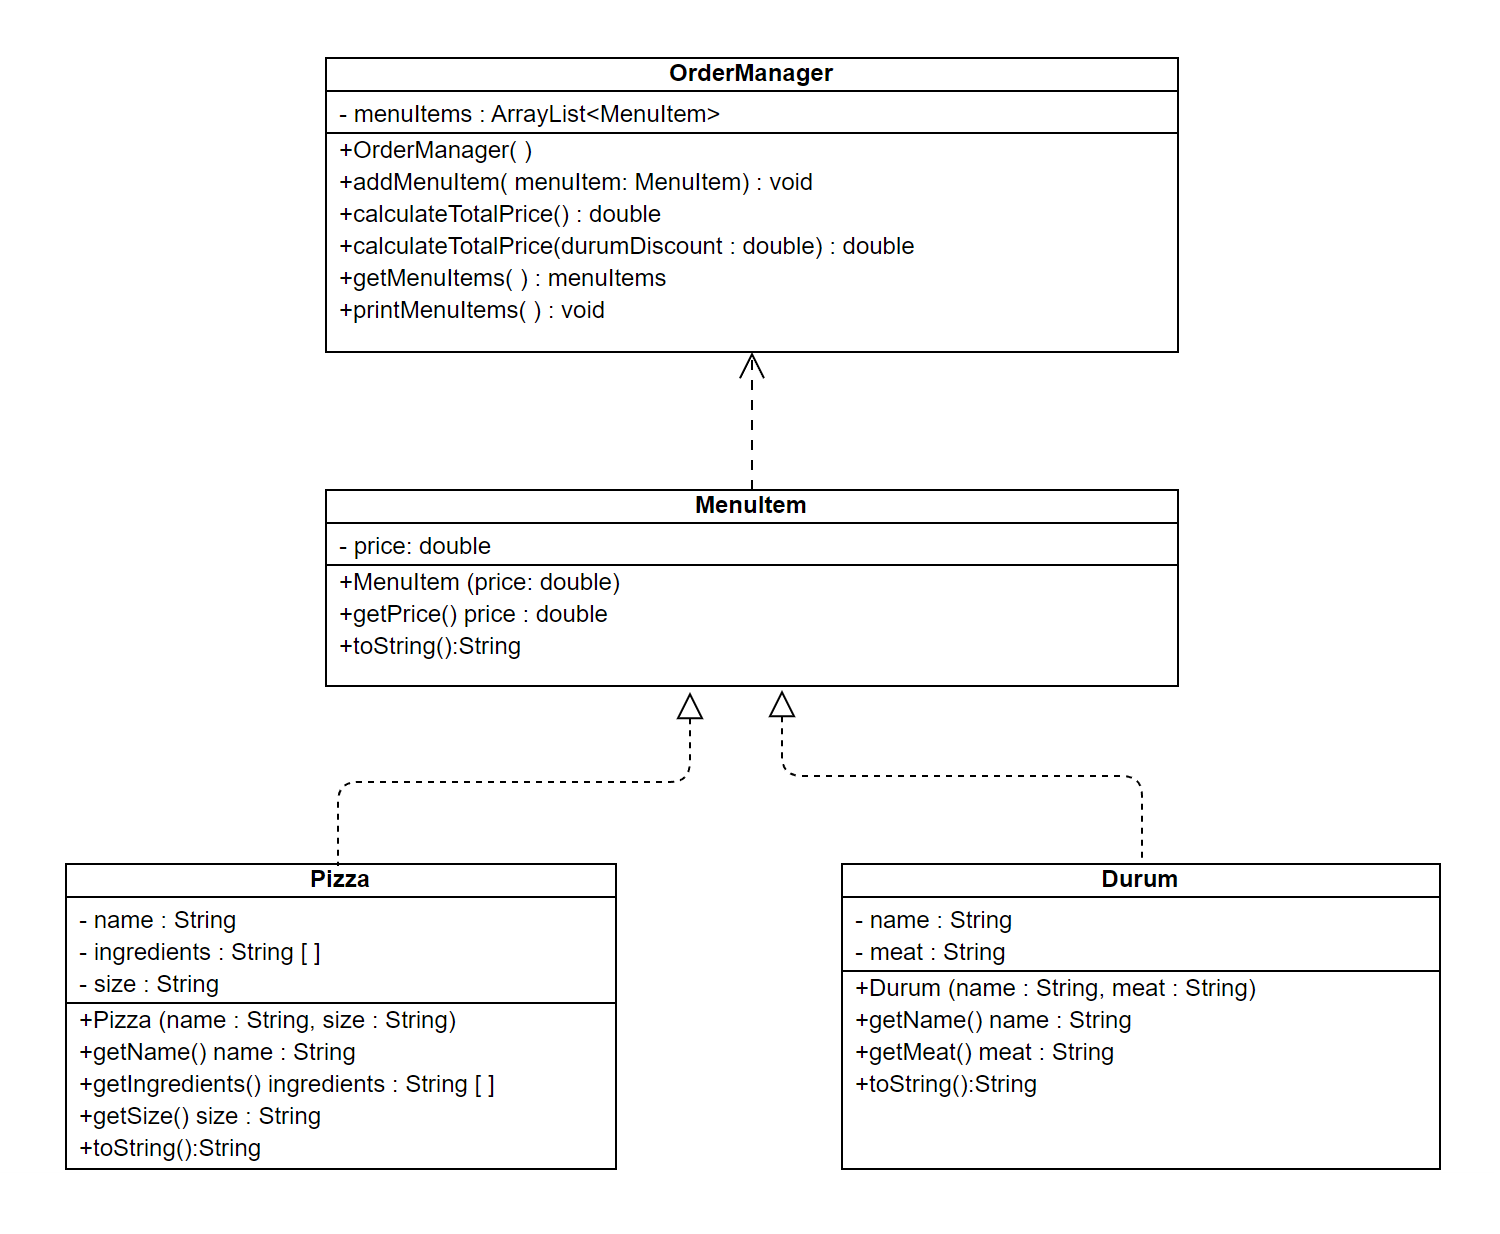 OrderManager
- menuItems : ArrayList<MenuItem>
+OrderManager( )
+addMenuItem( menuItem: MenuItem) : void
+calculateTotalPrice() : double
+calculateTotalPrice(durumDiscount : double) : double
+getMenuItems( ) : menuItems
+printMenuItems( ) : void
MenuItem
- price: double
+MenuItem (price: double)
+getPrice() price : double
+toString():String
Pizza
- name : String
- ingredients : String [ ]
- size : String
+Pizza (name : String, size : String)
+getName() name : String
+getIngredients() ingredients : String [ ]
+getSize() size : String
+toString():String
Durum
- name : String
- meat : String
+Durum (name : String, meat : String)
+getName() name : String
+getMeat() meat : String
+toString():String